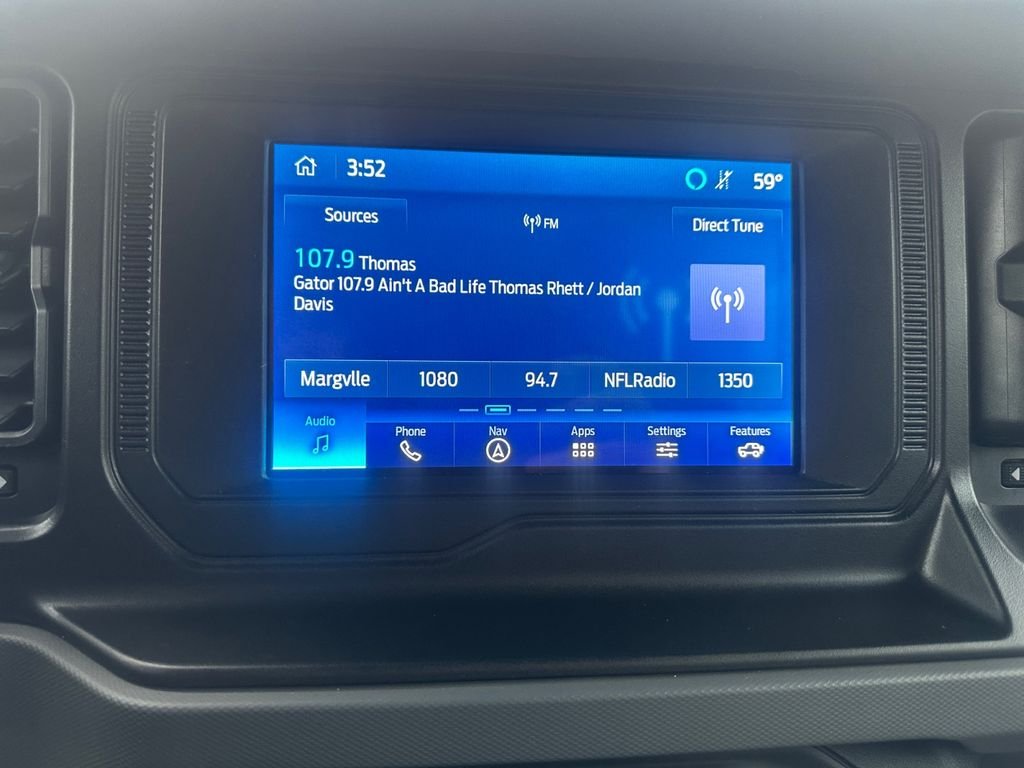 3:52
59°
Sources
FM
Direct Tune
107.9 Thomas
Gator 107.9 Ain't A Bad Life Thomas Rhett / Jordan
Davis
Margvlle 1080 94.7 NFLRadio 1350
Audio Phone Nav Apps Settings Features